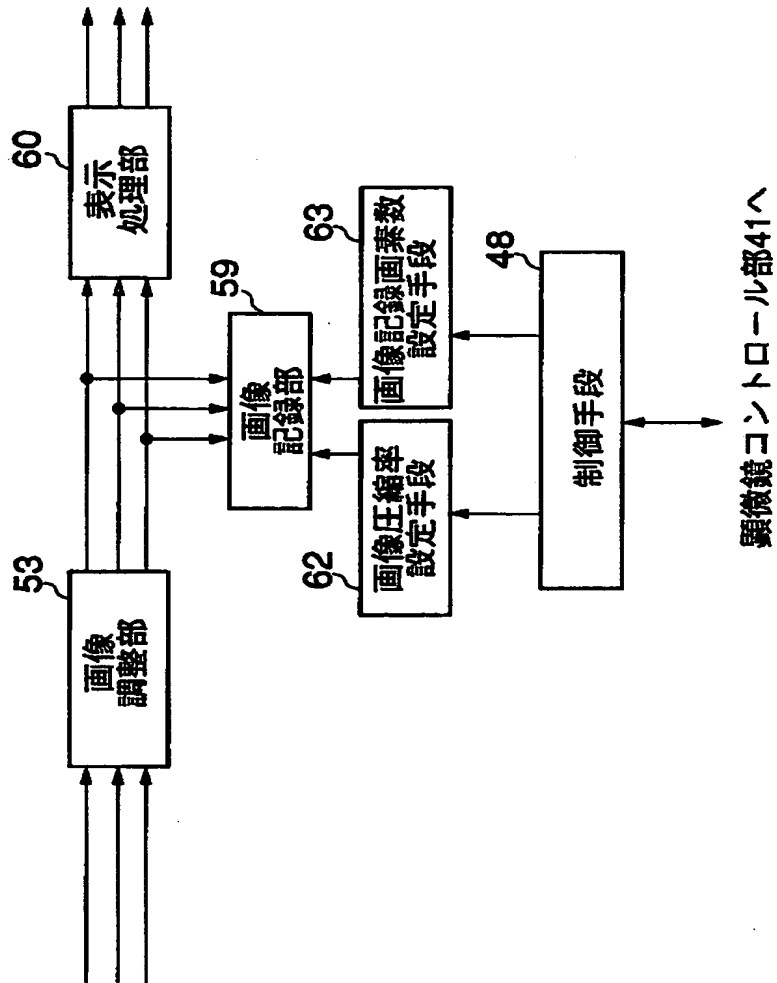 53
画像
調整部
60
表示
処理部
59
画像
記録部
62
画像圧縮率
設定手段
63
画像記録画素数
設定手段
48
制御手段
顕微鏡コントロール部41へ